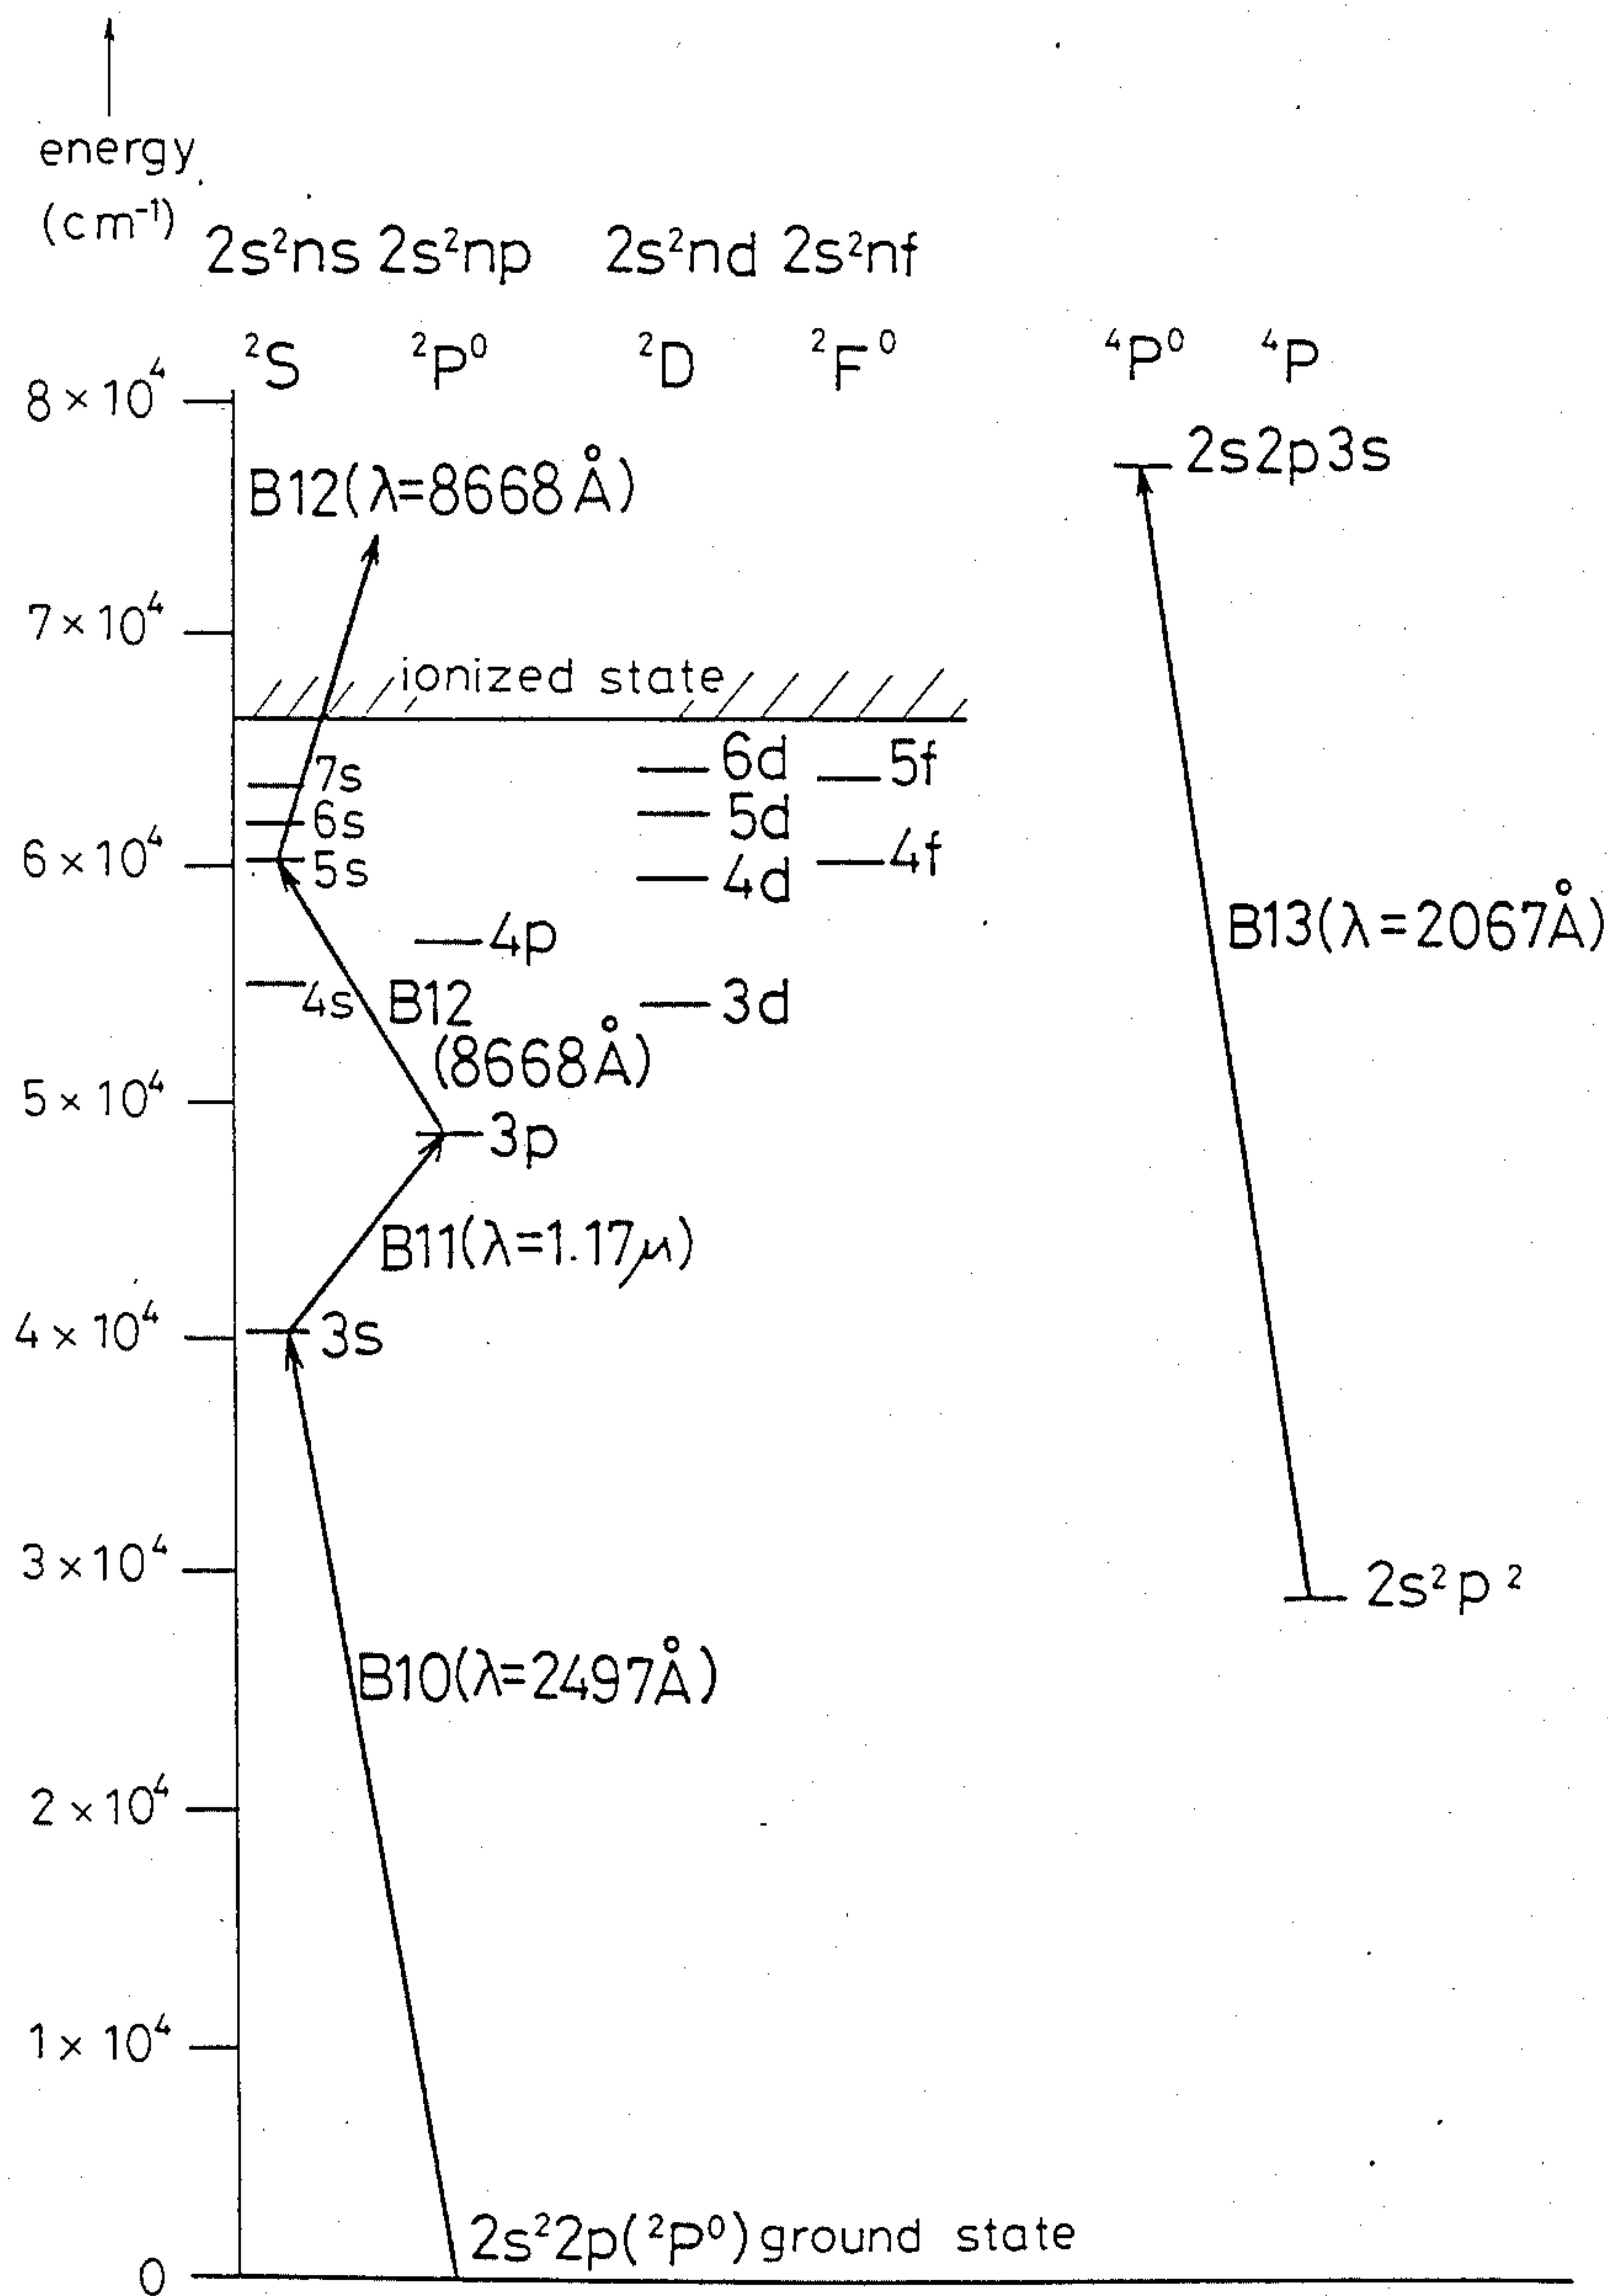 energy
(cm⁻¹)
2s²ns 2s²np 2s²nd 2s²nf
²S ²P⁰ ²D ²F⁰ ⁴P⁰ ⁴P
8×10⁴
2s2p3s
B12(λ=8668Å)
7×10⁴
ionized state
7s 6d 5f
6s 5d
6×10⁴ 5s 4d 4f
B13(λ=2067Å)
4p
4s B12 3d
(8668Å)
5×10⁴
3p
B11(λ=1.17μ)
4×10⁴ 3s
3×10⁴
2s²p²
B10(λ=2497Å)
2×10⁴
1×10⁴
2s²2p(²P⁰)ground state
0